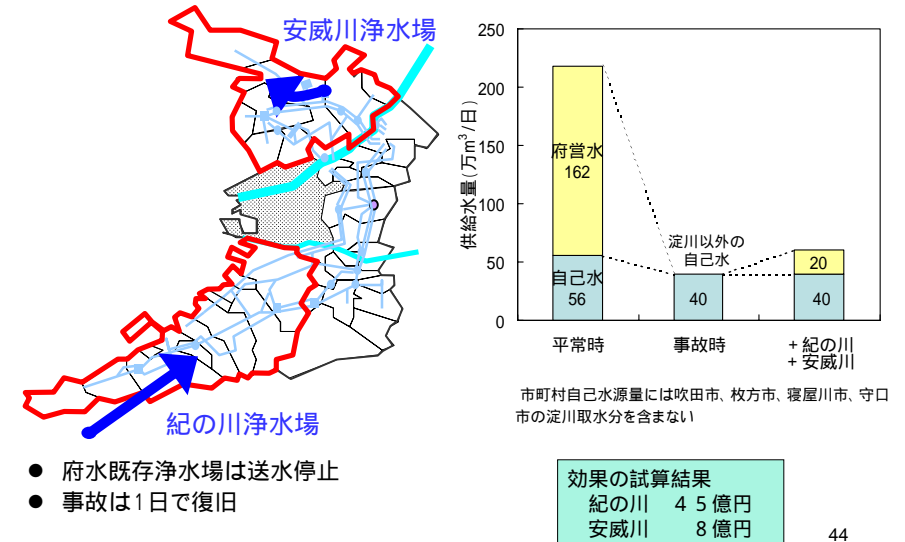 安威川浄水場
紀の川浄水場
● 府水既存浄水場は送水停止
● 事故は1日で復旧
供給水量(万m³/日)
250
200
150
100
50
0
府営水
162
自己水
56
淀川以外の
自己水
40
20
40
平常時
事故時
+紀の川
+安威川
市町村自己水源量には吹田市、枚方市、寝屋川市、守口
市の淀川取水分を含まない
効果の試算結果
紀の川 45億円
安威川 8億円
44